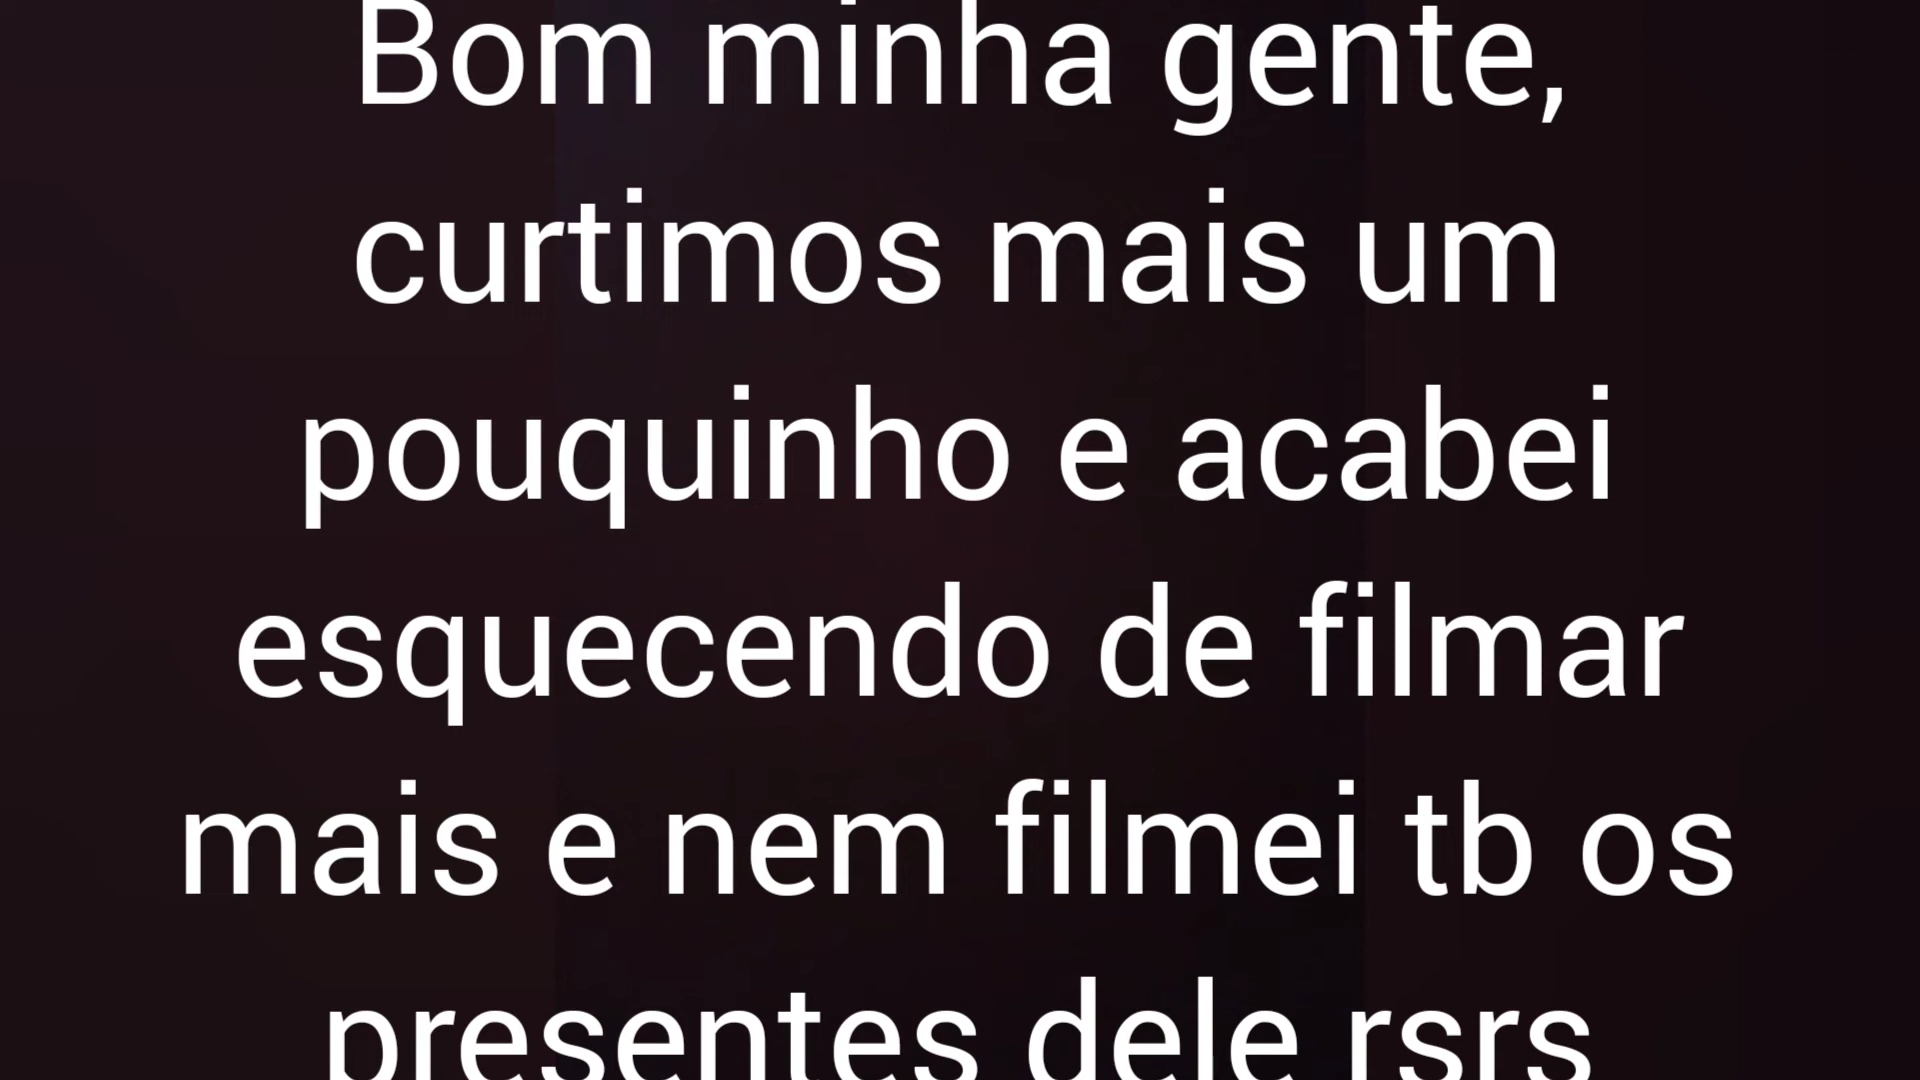 Bom minha gente,
curtimos mais um
pouquinho e acabei
esquecendo de filmar
mais e nem filmei tb os
presentes dele rsrs